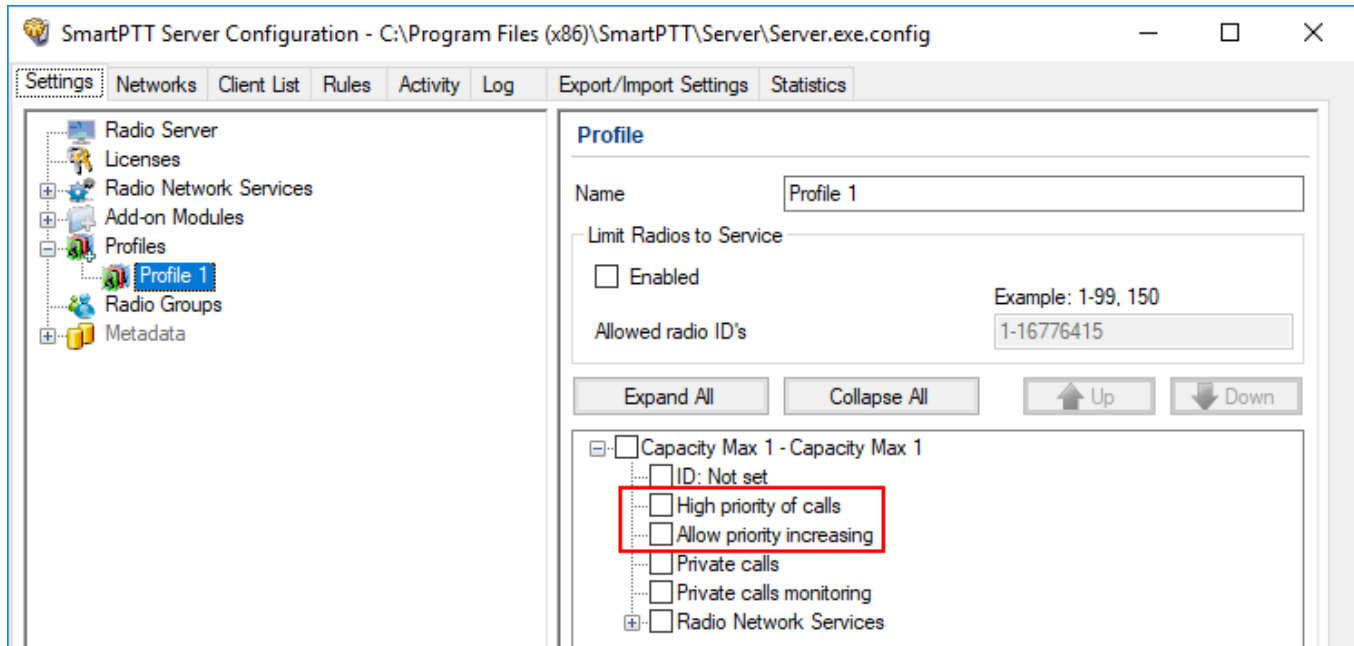 SmartPTT Server Configuration - C:\Program Files (x86)\SmartPTT\Server\Server.exe.config
Settings Networks Client List Rules Activity Log Export/Import Settings Statistics
Radio Server
Licenses
Radio Network Services
Add-on Modules
Profiles
Profile 1
Radio Groups
Metadata
Profile
Name Profile 1
Limit Radios to Service
Enabled
Example: 1-99, 150
Allowed radio ID's 1-16776415
Expand All Collapse All Up Down
Capacity Max 1 - Capacity Max 1
ID: Not set
High priority of calls
Allow priority increasing
Private calls
Private calls monitoring
Radio Network Services